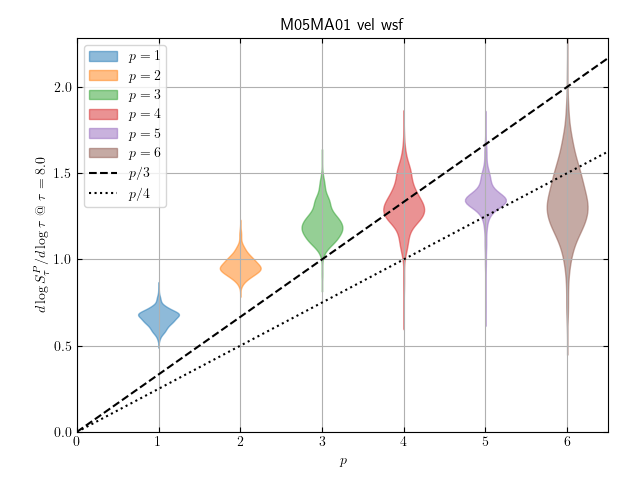 M05MA01 vel wsf
p = 1
p = 2
p = 3
p = 4
p = 5
p = 6
p/3
p/4
d log S_τ^P / d log τ @ τ = 8.0
2.0
1.5
1.0
0.5
0.0
0 1 2 3 4 5 6
p